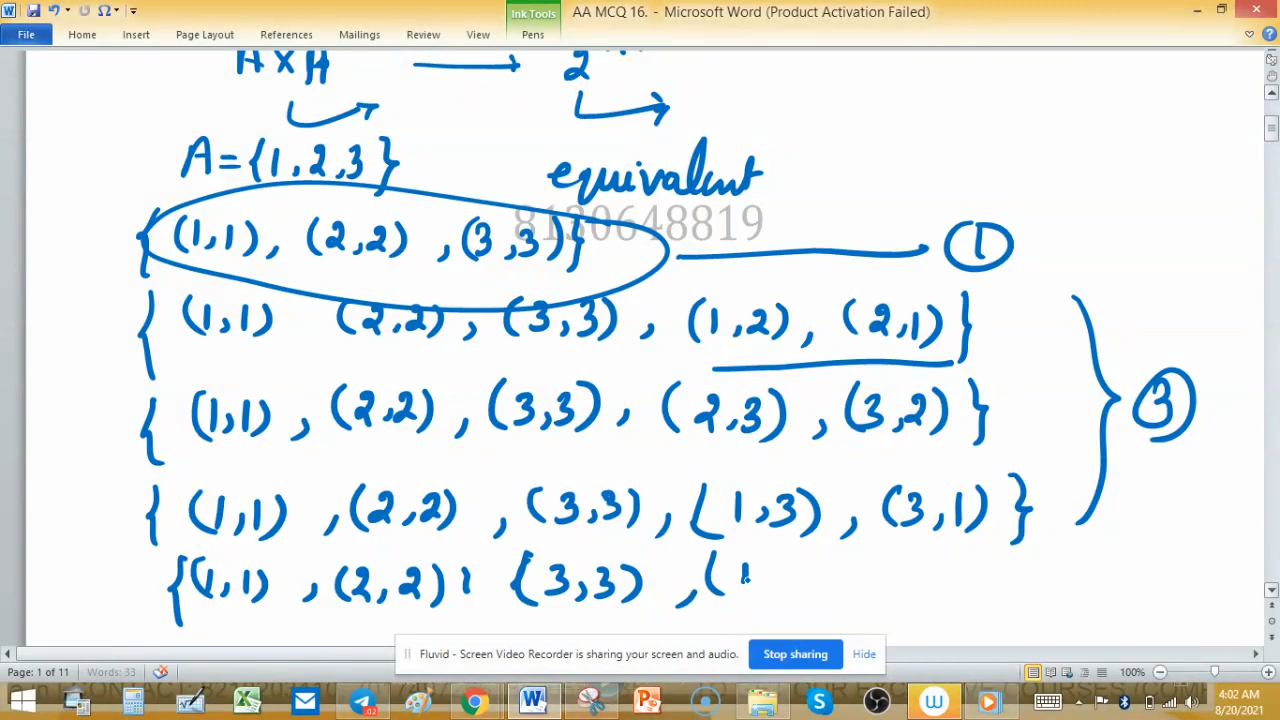 Ink Tools
AA MCQ 16. - Microsoft Word (Product Activation Failed)
File Home Insert Page Layout References Mailings Review View Pens
A X A → 2
A={1,2,3}
equivalent
8130648819
{(1,1), (2,2), (3,3)} ①
{(1,1) (2,2), (3,3), (1,2), (2,1)}
{(1,1), (2,2), (3,3), (2,3), (3,2)} ③
{(1,1), (2,2), (3,3), (1,3), (3,1)}
{(1,1), (2,2), (3,3), (1
Fluvid - Screen Video Recorder is sharing your screen and audio. Stop sharing Hide
Page: 1 of 11 Words: 33 100%
4:02 AM
8/20/2021